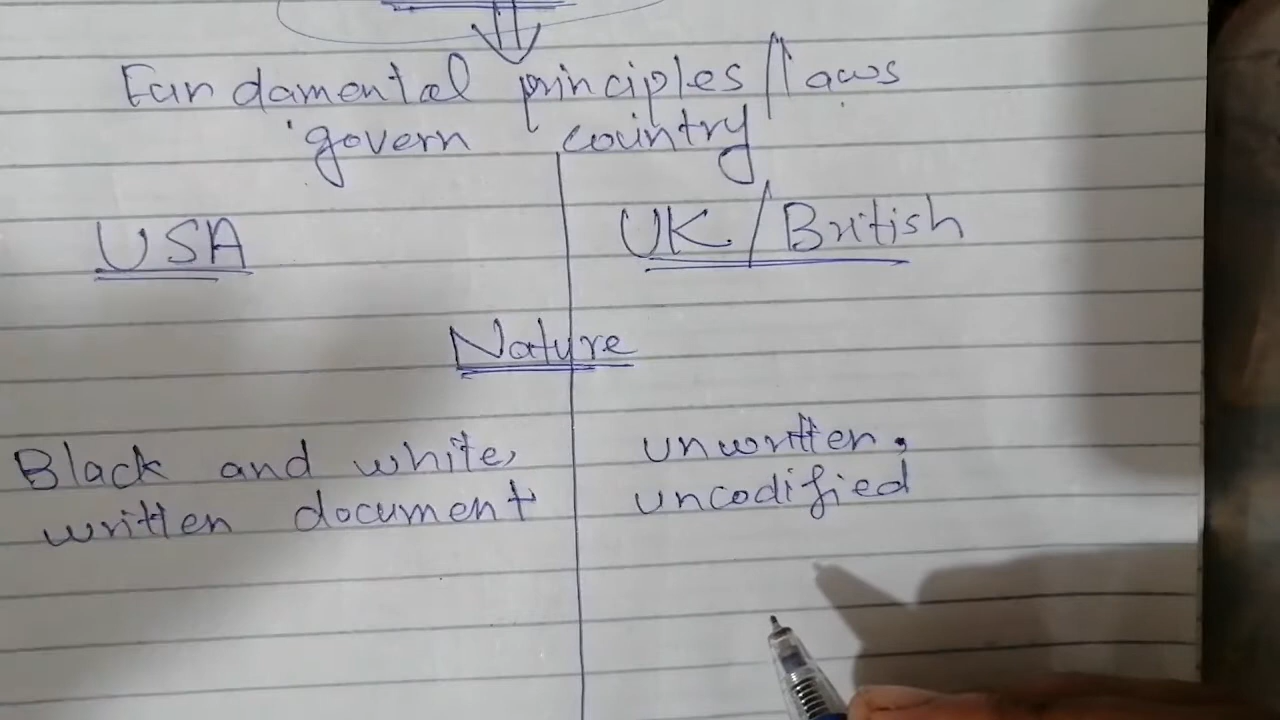 Fundamental principles/laws
govern country
USA
UK/British
Nature
Black and white,
written document
unwritten,
uncodified